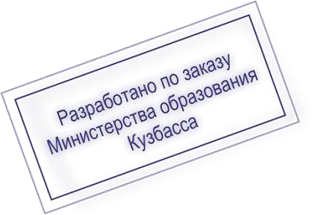 Разработано по заказу
Министерства образования
Кузбасса